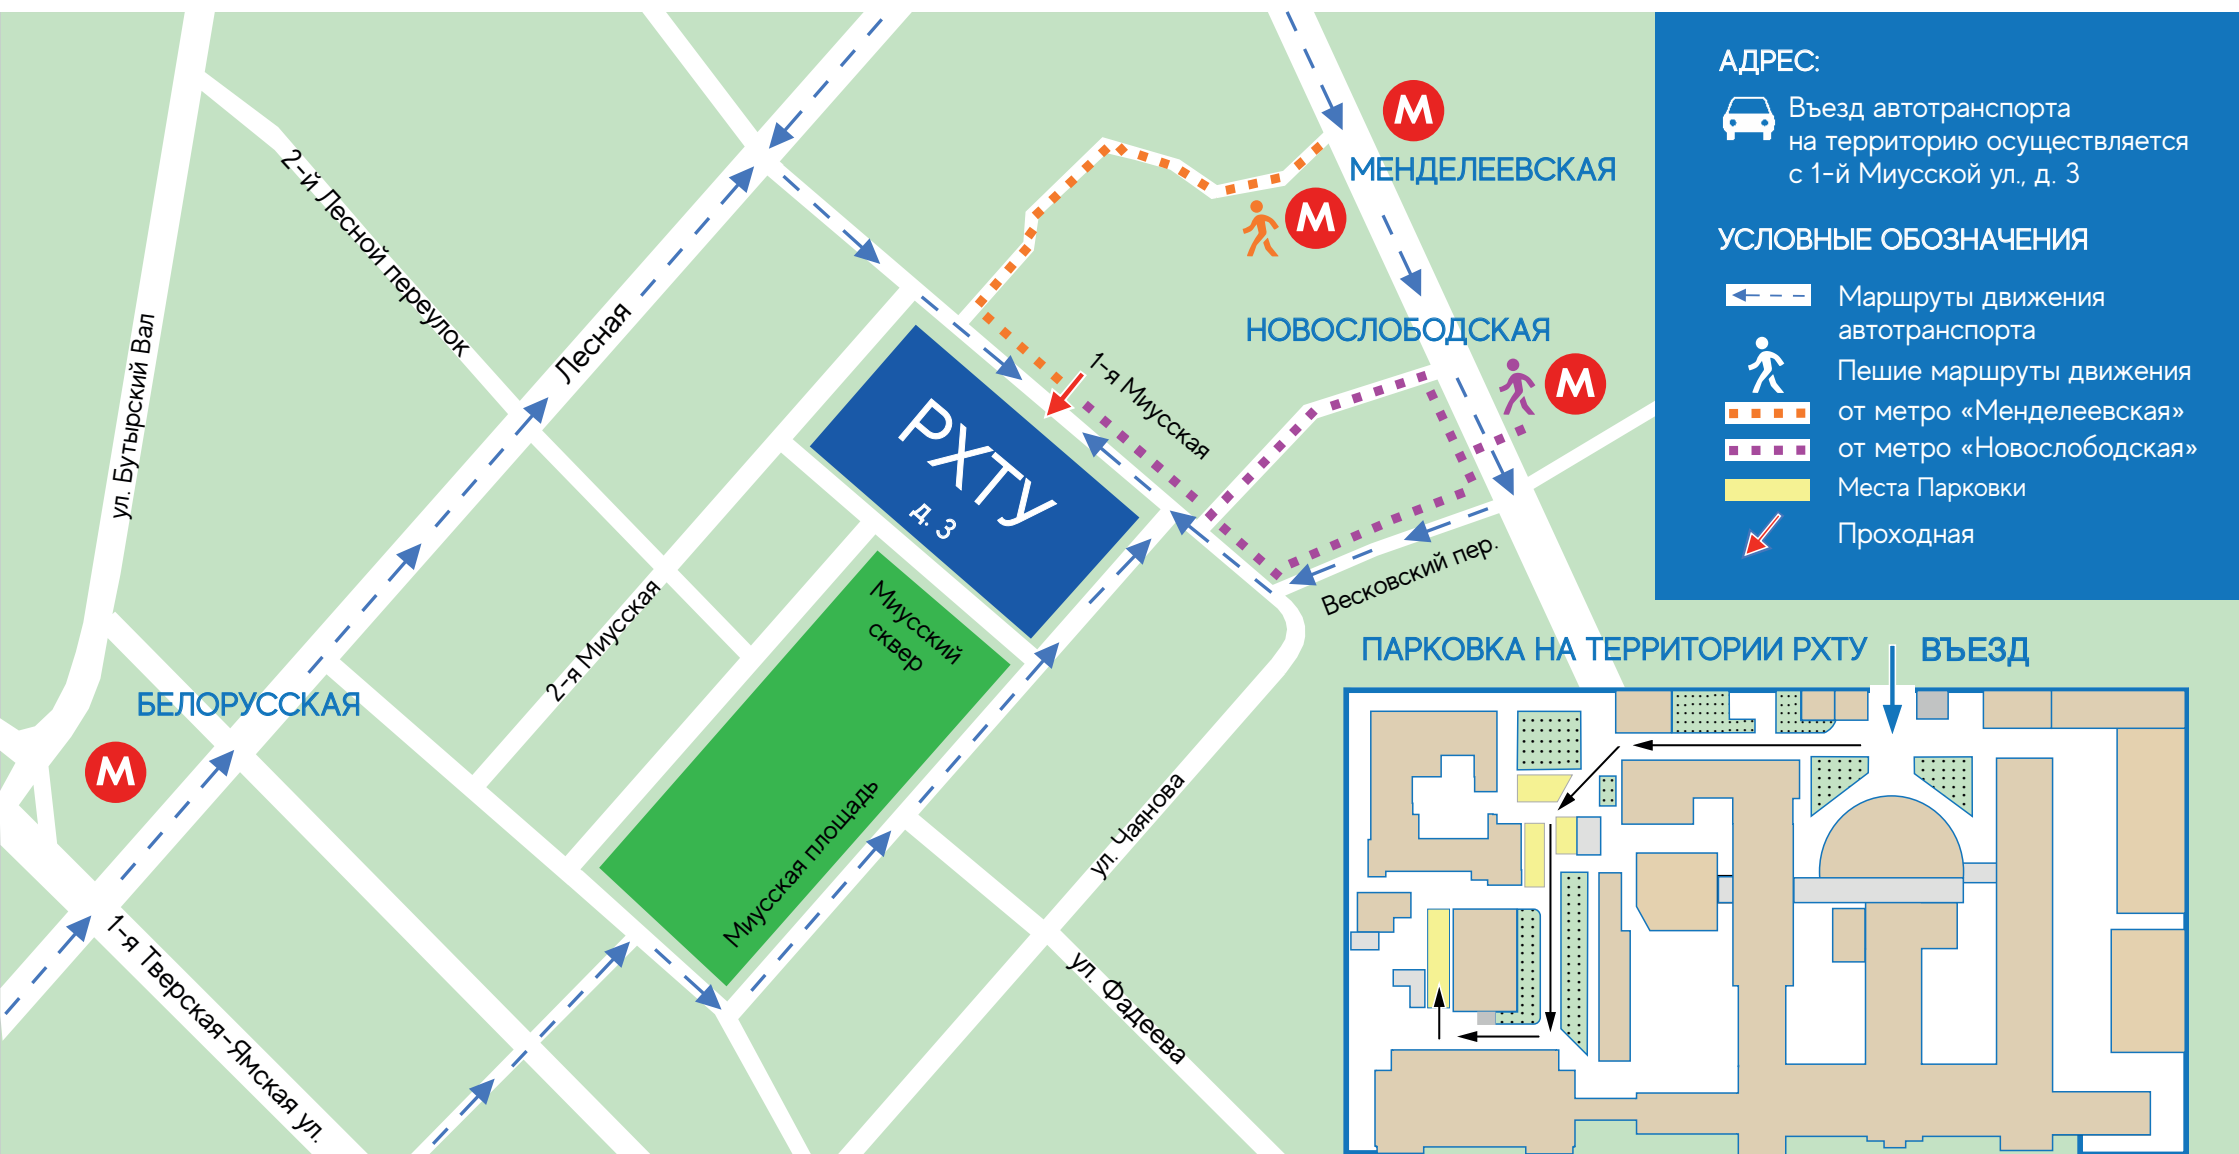 АДРЕС:
Въезд автотранспорта
на территорию осуществляется
с 1-й Миусской ул., д. 3
УСЛОВНЫЕ ОБОЗНАЧЕНИЯ
Маршруты движения
автотранспорта
Пешие маршруты движения
от метро «Менделеевская»
от метро «Новослободская»
Места Парковки
Проходная
М
МЕНДЕЛЕЕВСКАЯ
М
НОВОСЛОБОДСКАЯ
М
2-й Лесной переулок
Лесная
ул. Бутырский Вал
1-я Миусская
РХТУ
д. 3
Весковский пер.
Миусский
сквер
2-я Миусская
БЕЛОРУССКАЯ
М
Миусская площадь
ул. Чаянова
ул. Фадеева
1-я Тверская-Ямская ул.
ПАРКОВКА НА ТЕРРИТОРИИ РХТУ
ВЪЕЗД